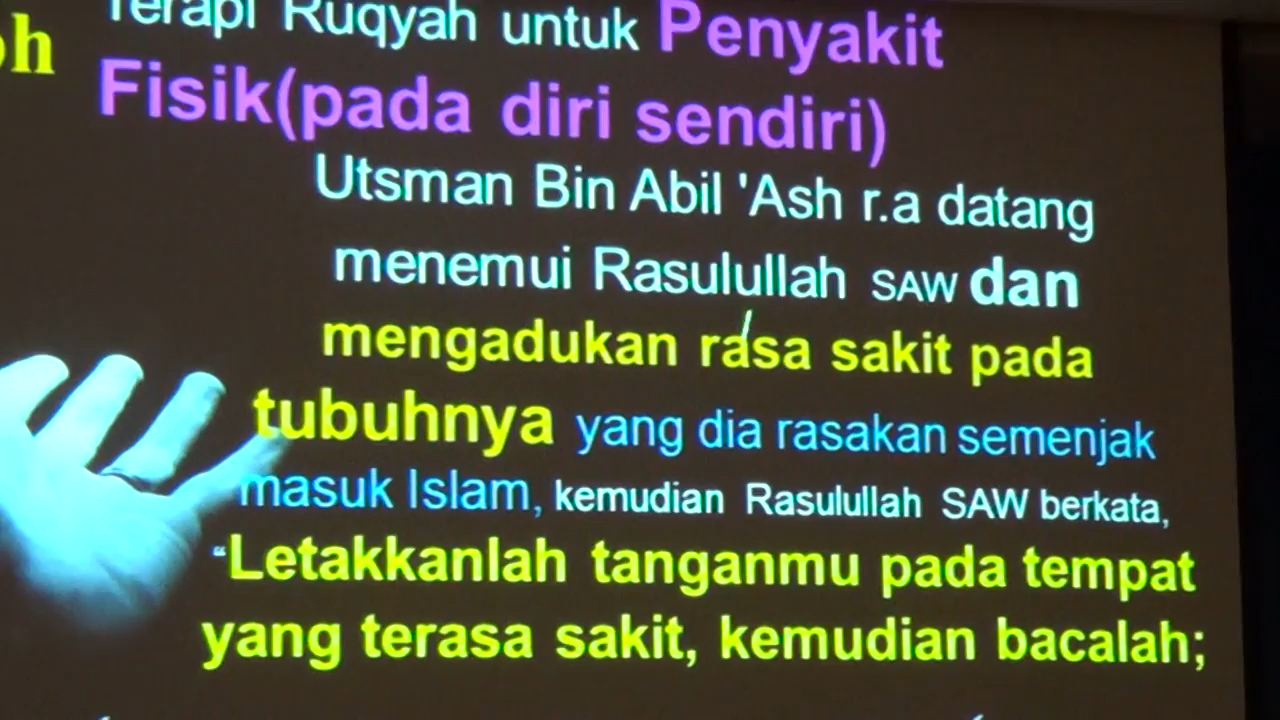 Terapi Ruqyah untuk Penyakit
Fisik(pada diri sendiri)
Utsman Bin Abil 'Ash r.a datang
menemui Rasulullah SAW dan
mengadukan rasa sakit pada
tubuhnya yang dia rasakan semenjak
masuk Islam, kemudian Rasulullah SAW berkata,
“Letakkanlah tanganmu pada tempat
yang terasa sakit, kemudian bacalah;